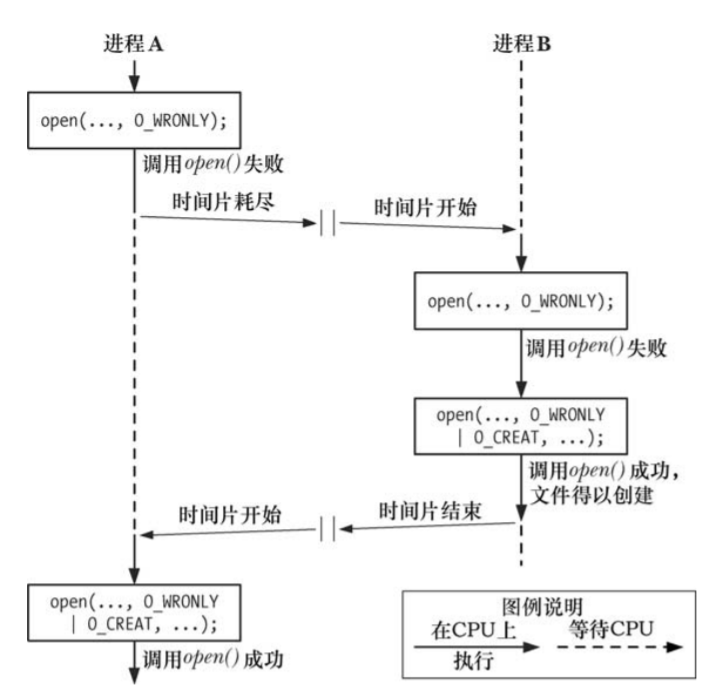 进程A
进程B
open(..., O_WRONLY);
调用open()失败
时间片耗尽
时间片开始
open(..., O_WRONLY);
调用open()失败
open(..., O_WRONLY
| O_CREAT, ...);
调用open()成功，
文件得以创建
时间片开始
时间片结束
open(..., O_WRONLY
| O_CREAT, ...);
调用open()成功
图例说明
在CPU上
执行
等待CPU